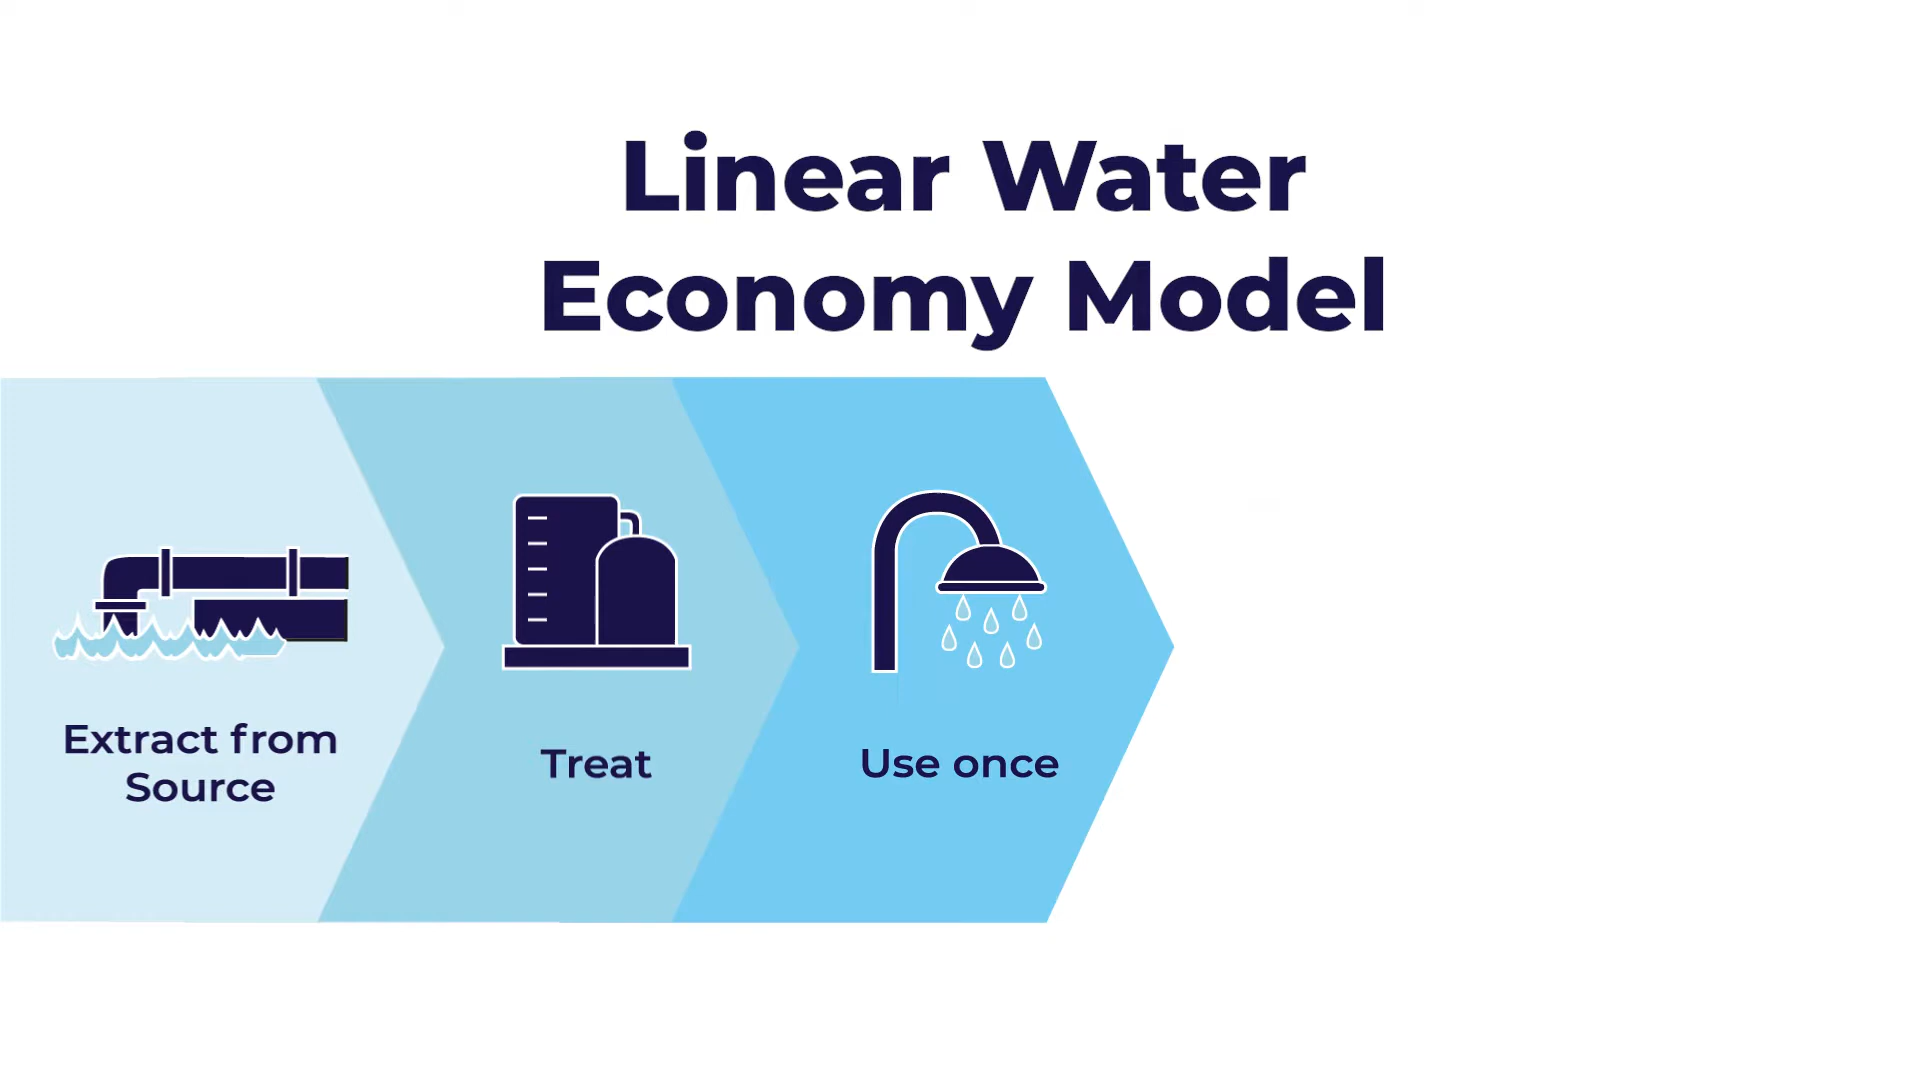 Linear Water
Economy Model
Extract from
Source
Treat
Use once